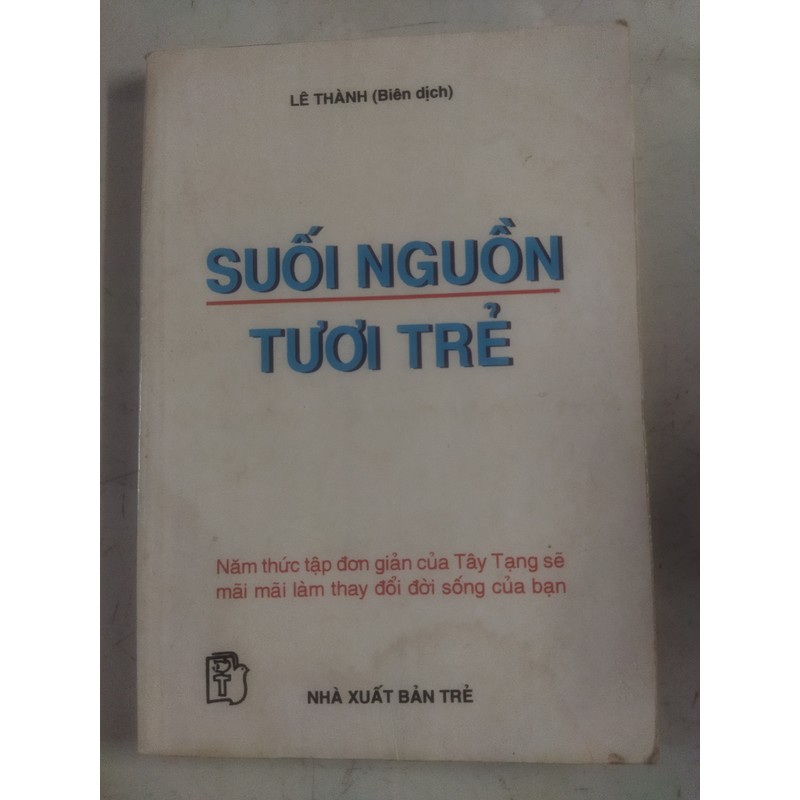 LÊ THÀNH (Biên dịch)
SUỐI NGUỒN
TƯƠI TRẺ
Năm thức tập đơn giản của Tây Tạng sẽ
mãi mãi làm thay đổi đời sống của bạn
T
NHÀ XUẤT BẢN TRẺ